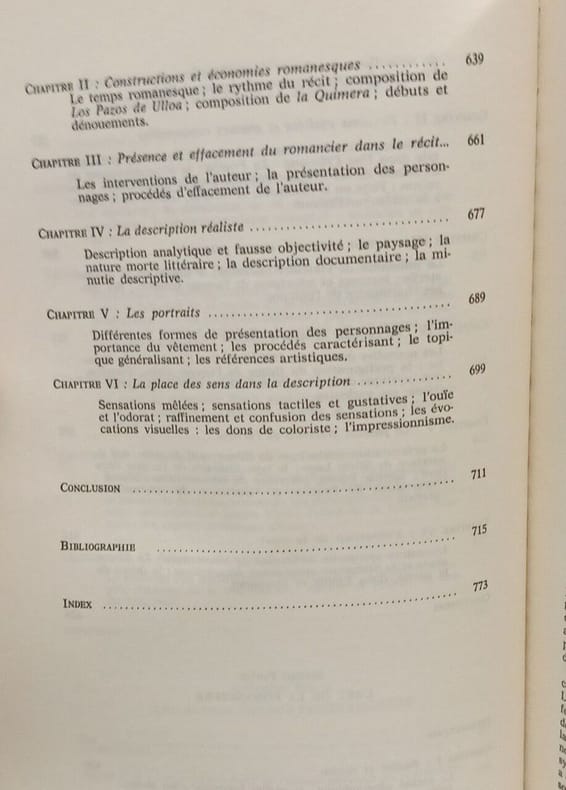 CHAPITRE II : Constructions et économies romanesques ............ 639
Le temps romanesque ; le rythme du récit ; composition de
Los Pazos de Ulloa ; composition de la Quimera ; débuts et
dénouements.
CHAPITRE III : Présence et effacement du romancier dans le récit... 661
Les interventions de l'auteur ; la présentation des person-
nages ; procédés d'effacement de l'auteur.
CHAPITRE IV : La description réaliste ................................ 677
Description analytique et fausse objectivité ; le paysage ; la
nature morte littéraire ; la description documentaire ; la mi-
nutie descriptive.
CHAPITRE V : Les portraits ....................................... 689
Différentes formes de présentation des personnages ; l'im-
portance du vêtement ; les procédés caractérisant ; le topi-
que généralisant ; les références artistiques.
CHAPITRE VI : La place des sens dans la description ................ 699
Sensations mêlées ; sensations tactiles et gustatives ; l'ouïe
et l'odorat ; raffinement et confusion des sensations ; les évo-
cations visuelles : les dons de coloriste ; l'impressionnisme.
CONCLUSION .................................................... 711
BIBLIOGRAPHIE ................................................ 715
INDEX ......................................................... 773